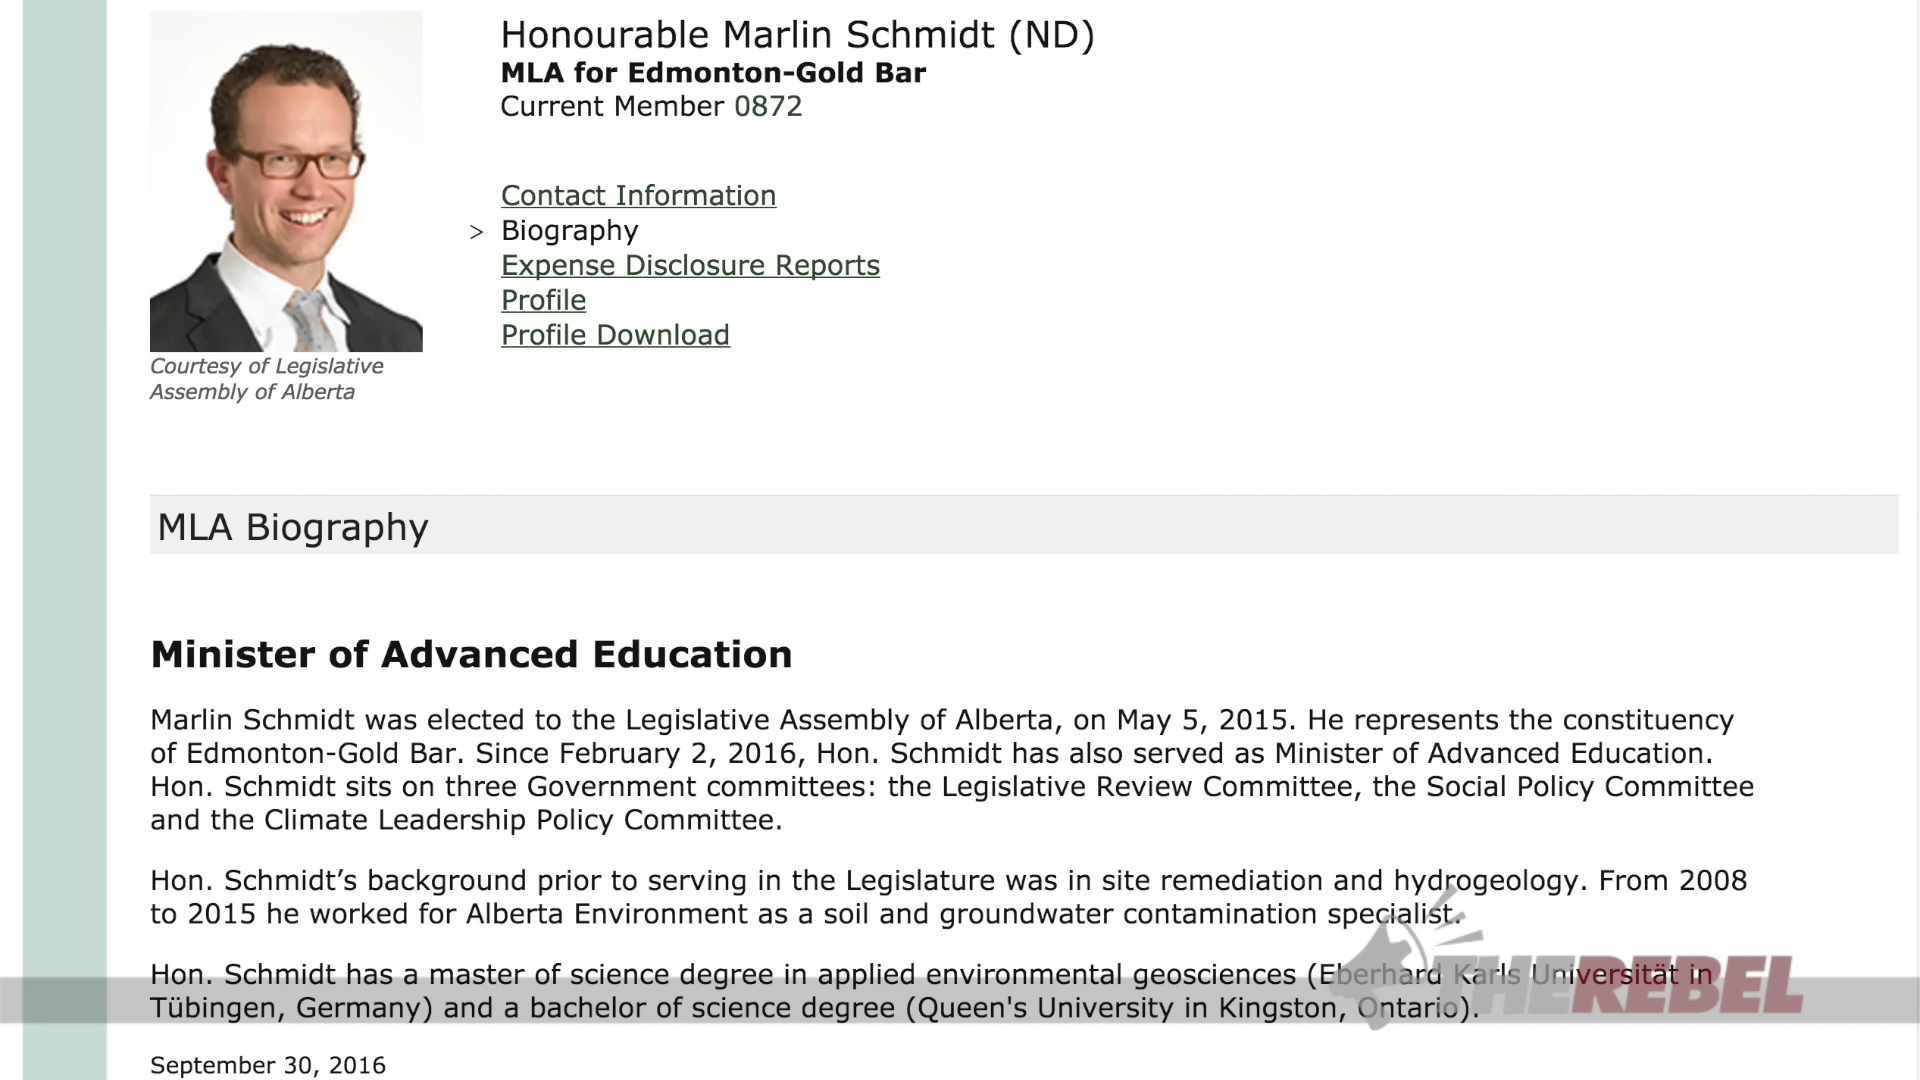 Honourable Marlin Schmidt (ND)
MLA for Edmonton-Gold Bar
Current Member 0872
Contact Information
> Biography
Expense Disclosure Reports
Profile
Profile Download
Courtesy of Legislative
Assembly of Alberta
MLA Biography
Minister of Advanced Education
Marlin Schmidt was elected to the Legislative Assembly of Alberta, on May 5, 2015. He represents the constituency
of Edmonton-Gold Bar. Since February 2, 2016, Hon. Schmidt has also served as Minister of Advanced Education.
Hon. Schmidt sits on three Government committees: the Legislative Review Committee, the Social Policy Committee
and the Climate Leadership Policy Committee.
Hon. Schmidt’s background prior to serving in the Legislature was in site remediation and hydrogeology. From 2008
to 2015 he worked for Alberta Environment as a soil and groundwater contamination specialist.
Hon. Schmidt has a master of science degree in applied environmental geosciences (Eberhard Karls Universität in
Tübingen, Germany) and a bachelor of science degree (Queen's University in Kingston, Ontario).
THEREBEL
September 30, 2016